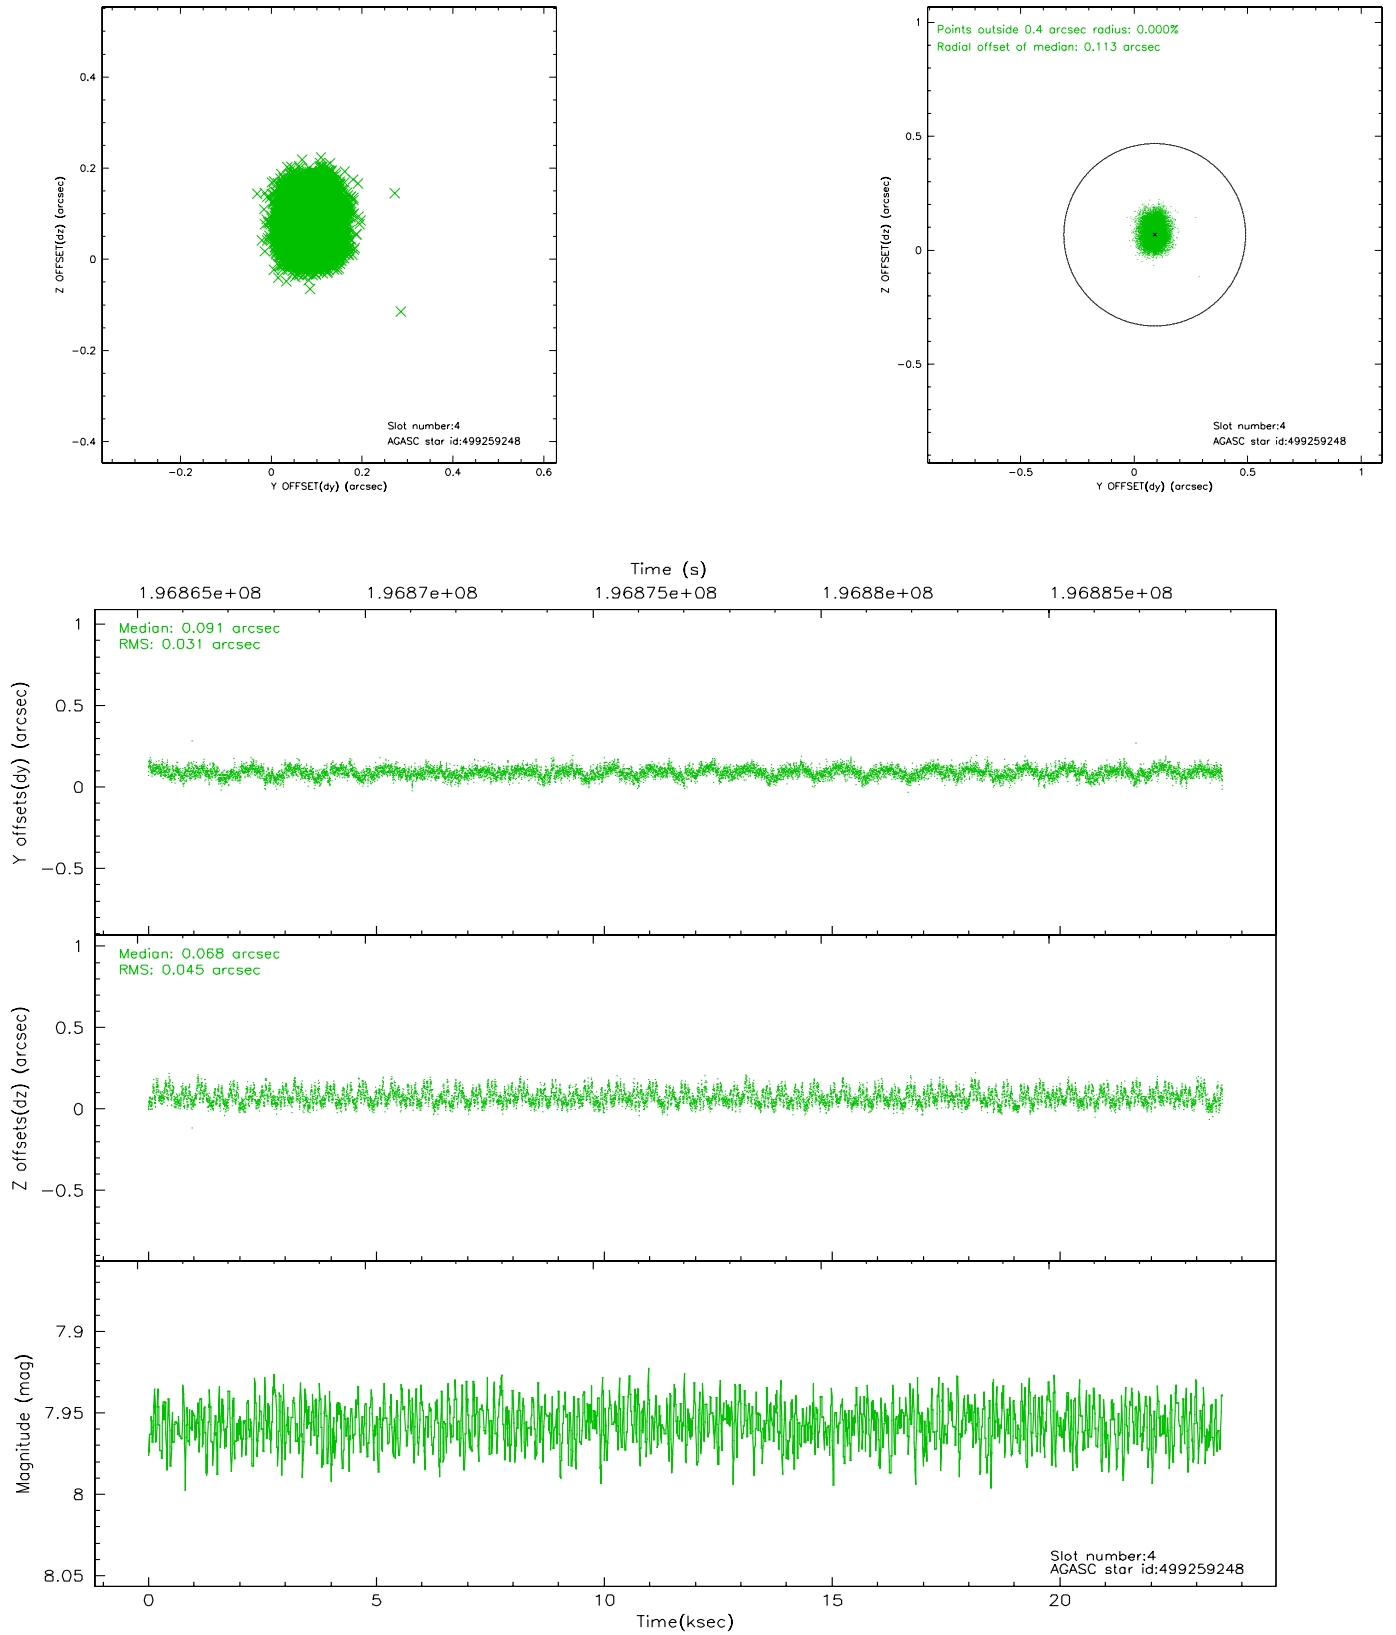 0.4
0.2
0
−0.2
−0.4
Z OFFSET(dz) (arcsec)
Slot number:4
AGASC star id:499259248
−0.2 0 0.2 0.4 0.6
Y OFFSET(dy) (arcsec)
Points outside 0.4 arcsec radius: 0.000%
Radial offset of median: 0.113 arcsec
1
0.5
0
−0.5
Z OFFSET(dz) (arcsec)
Slot number:4
AGASC star id:499259248
−0.5 0 0.5 1
Y OFFSET(dy) (arcsec)
Time (s)
1.96865e+08 1.9687e+08 1.96875e+08 1.9688e+08 1.96885e+08
Median: 0.091 arcsec
RMS: 0.031 arcsec
1
0.5
0
−0.5
Y offsets(dy) (arcsec)
Median: 0.068 arcsec
RMS: 0.045 arcsec
1
0.5
0
−0.5
Z offsets(dz) (arcsec)
7.9
7.95
8
8.05
Magnitude (mag)
Slot number:4
AGASC star id:499259248
0 5 10 15 20
Time(ksec)